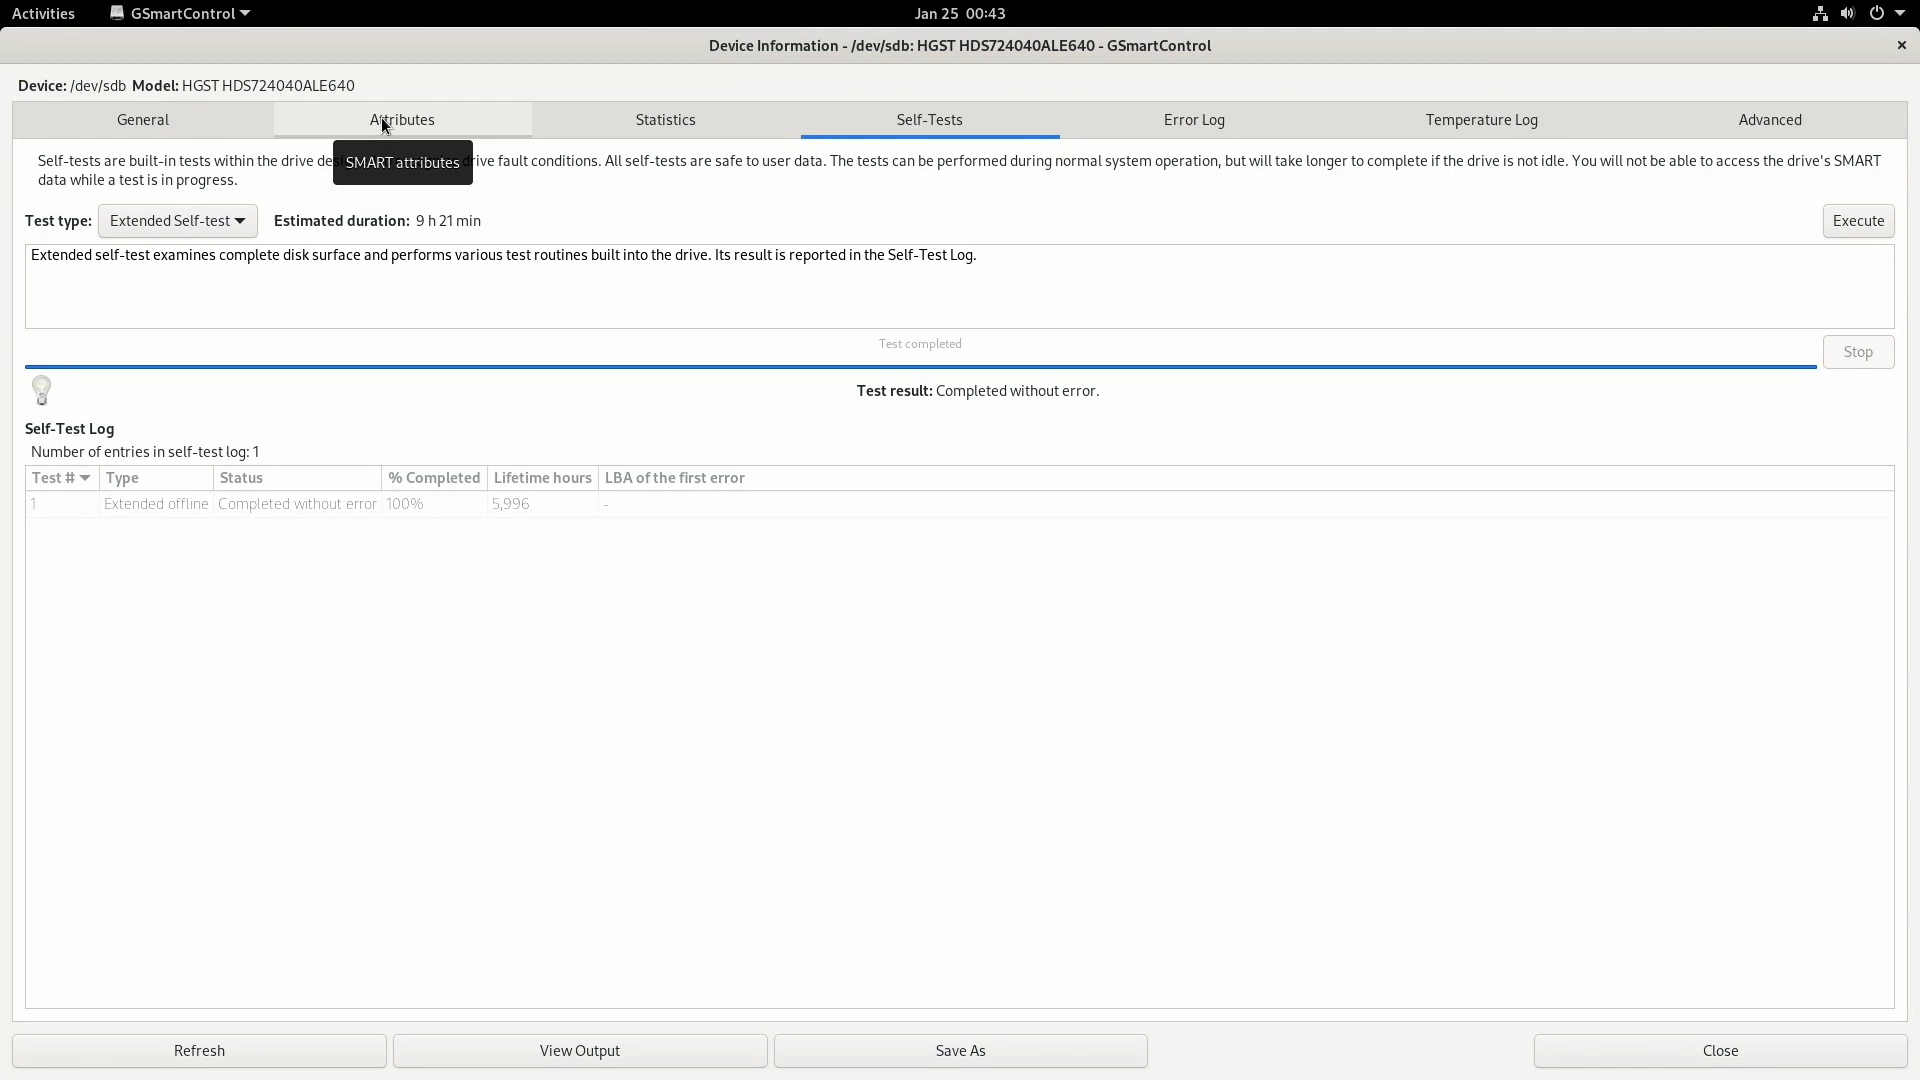 Activities GSmartControl Jan 25 00:43
Device Information - /dev/sdb: HGST HDS724040ALE640 - GSmartControl
Device: /dev/sdb Model: HGST HDS724040ALE640
General Attributes Statistics Self-Tests Error Log Temperature Log Advanced
SMART attributes
Self-tests are built-in tests within the drive drive fault conditions. All self-tests are safe to user data. The tests can be performed during normal system operation, but will take longer to complete if the drive is not idle. You will not be able to access the drive's SMART
data while a test is in progress.
Test type: Extended Self-test Estimated duration: 9 h 21 min Execute
Extended self-test examines complete disk surface and performs various test routines built into the drive. Its result is reported in the Self-Test Log.
Test completed
Stop
Test result: Completed without error.
Self-Test Log
Number of entries in self-test log: 1
Test # Type Status % Completed Lifetime hours LBA of the first error
1 Extended offline Completed without error 100% 5,996 -
Refresh View Output Save As Close